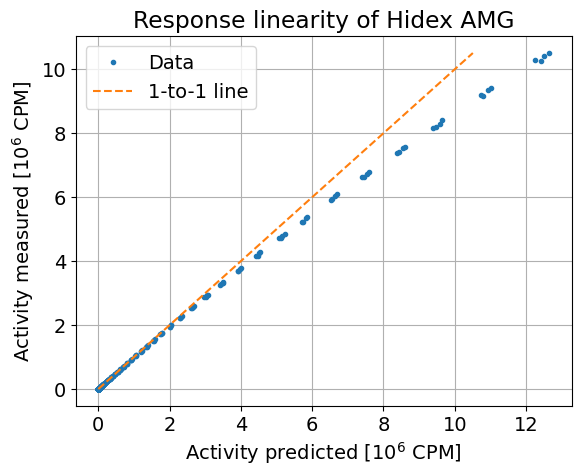 Response linearity of Hidex AMG
Data
1-to-1 line
Activity measured [10⁶ CPM]
10
8
6
4
2
0
0 2 4 6 8 10 12
Activity predicted [10⁶ CPM]